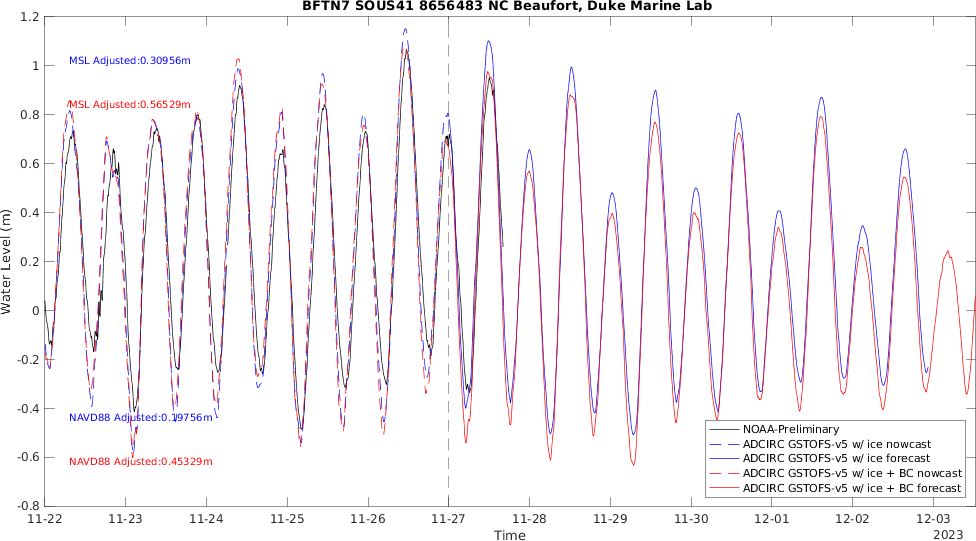 BFTN7 SOUS41 8656483 NC Beaufort, Duke Marine Lab
1.2
1
0.8
0.6
0.4
0.2
0
-0.2
-0.4
-0.6
-0.8
Water Level (m)
MSL Adjusted:0.30956m
MSL Adjusted:0.56529m
NAVD88 Adjusted:0.19756m
NAVD88 Adjusted:0.45329m
NOAA-Preliminary
ADCIRC GSTOFS-v5 w/ ice nowcast
ADCIRC GSTOFS-v5 w/ ice forecast
ADCIRC GSTOFS-v5 w/ ice + BC nowcast
ADCIRC GSTOFS-v5 w/ ice + BC forecast
11-22 11-23 11-24 11-25 11-26 11-27 11-28 11-29 11-30 12-01 12-02 12-03
Time
2023